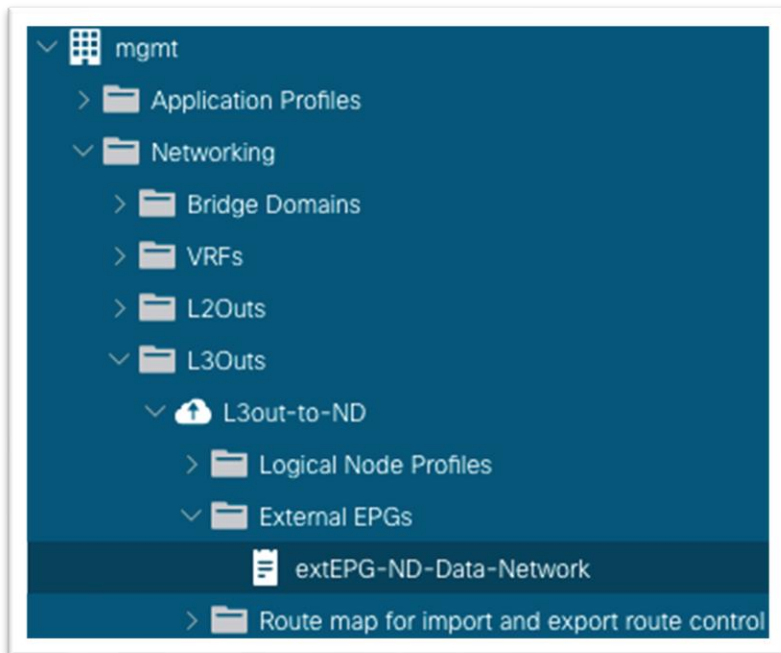 mgmt
Application Profiles
Networking
Bridge Domains
VRFs
L2Outs
L3Outs
L3out-to-ND
Logical Node Profiles
External EPGs
extEPG-ND-Data-Network
Route map for import and export route control